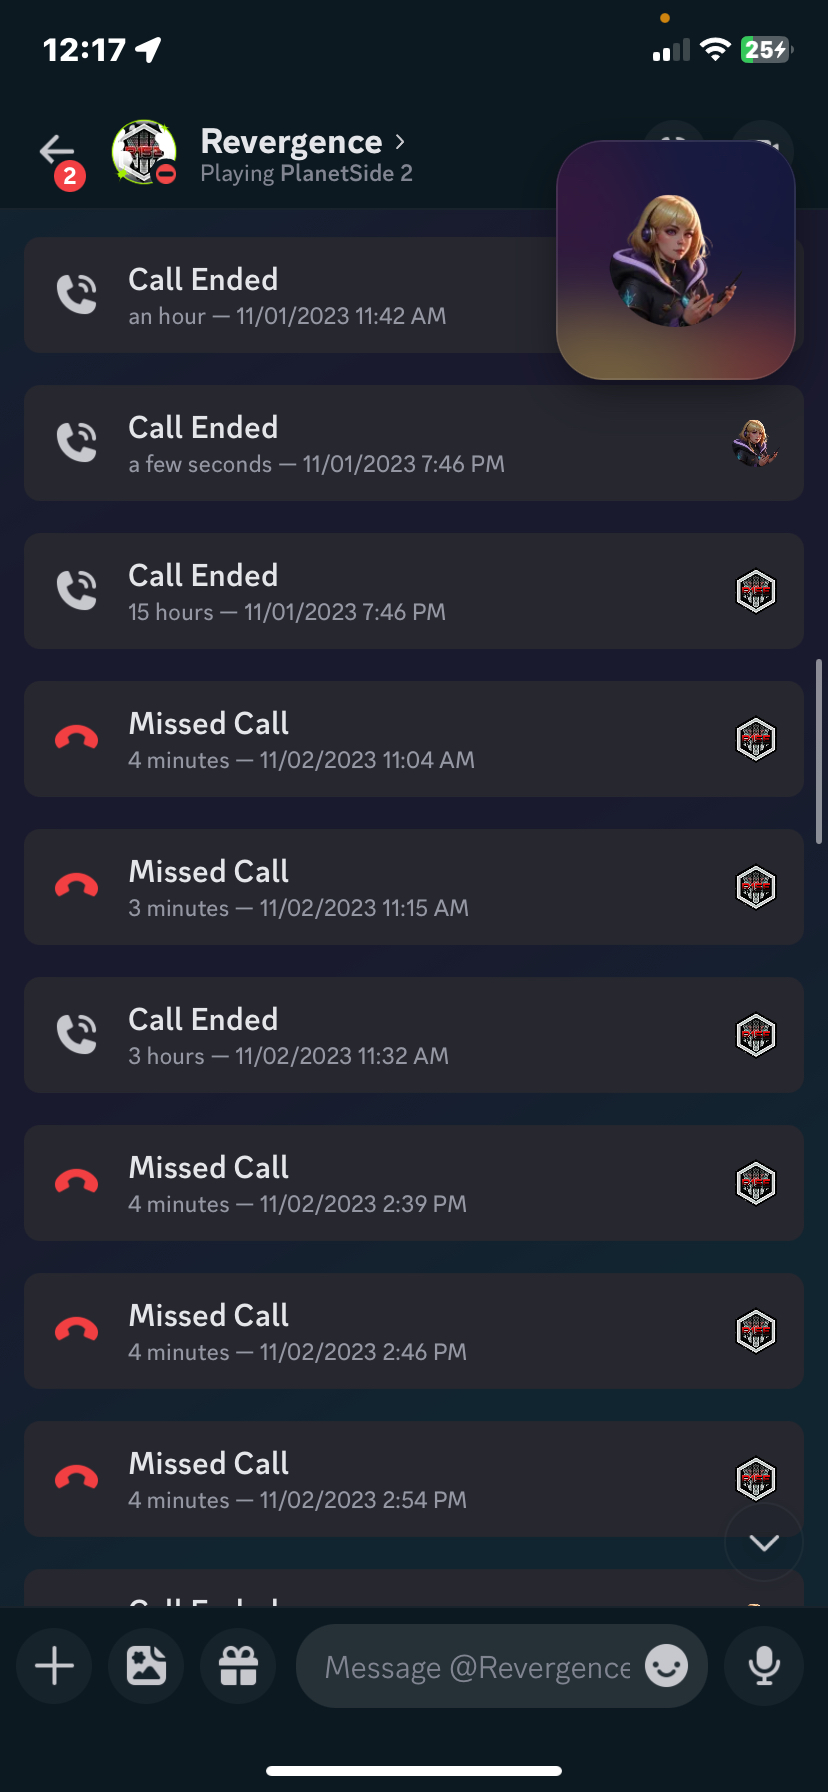 12:17
25
Revergence
2
Playing PlanetSide 2
Call Ended
an hour — 11/01/2023 11:42 AM
Call Ended
a few seconds — 11/01/2023 7:46 PM
Call Ended
15 hours — 11/01/2023 7:46 PM
Missed Call
4 minutes — 11/02/2023 11:04 AM
Missed Call
3 minutes — 11/02/2023 11:15 AM
Call Ended
3 hours — 11/02/2023 11:32 AM
Missed Call
4 minutes — 11/02/2023 2:39 PM
Missed Call
4 minutes — 11/02/2023 2:46 PM
Missed Call
4 minutes — 11/02/2023 2:54 PM
Call Ended
Message @Revergence